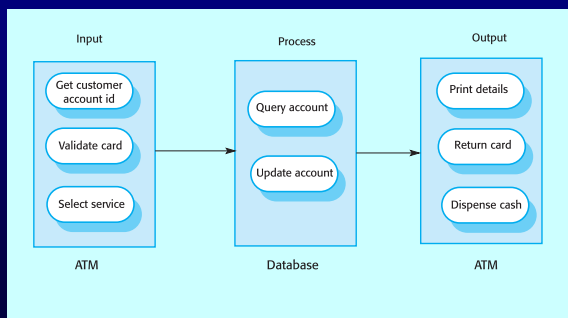 Input
Process
Output
Get customer
account id
Validate card
Select service
Query account
Update account
Print details
Return card
Dispense cash
ATM
Database
ATM